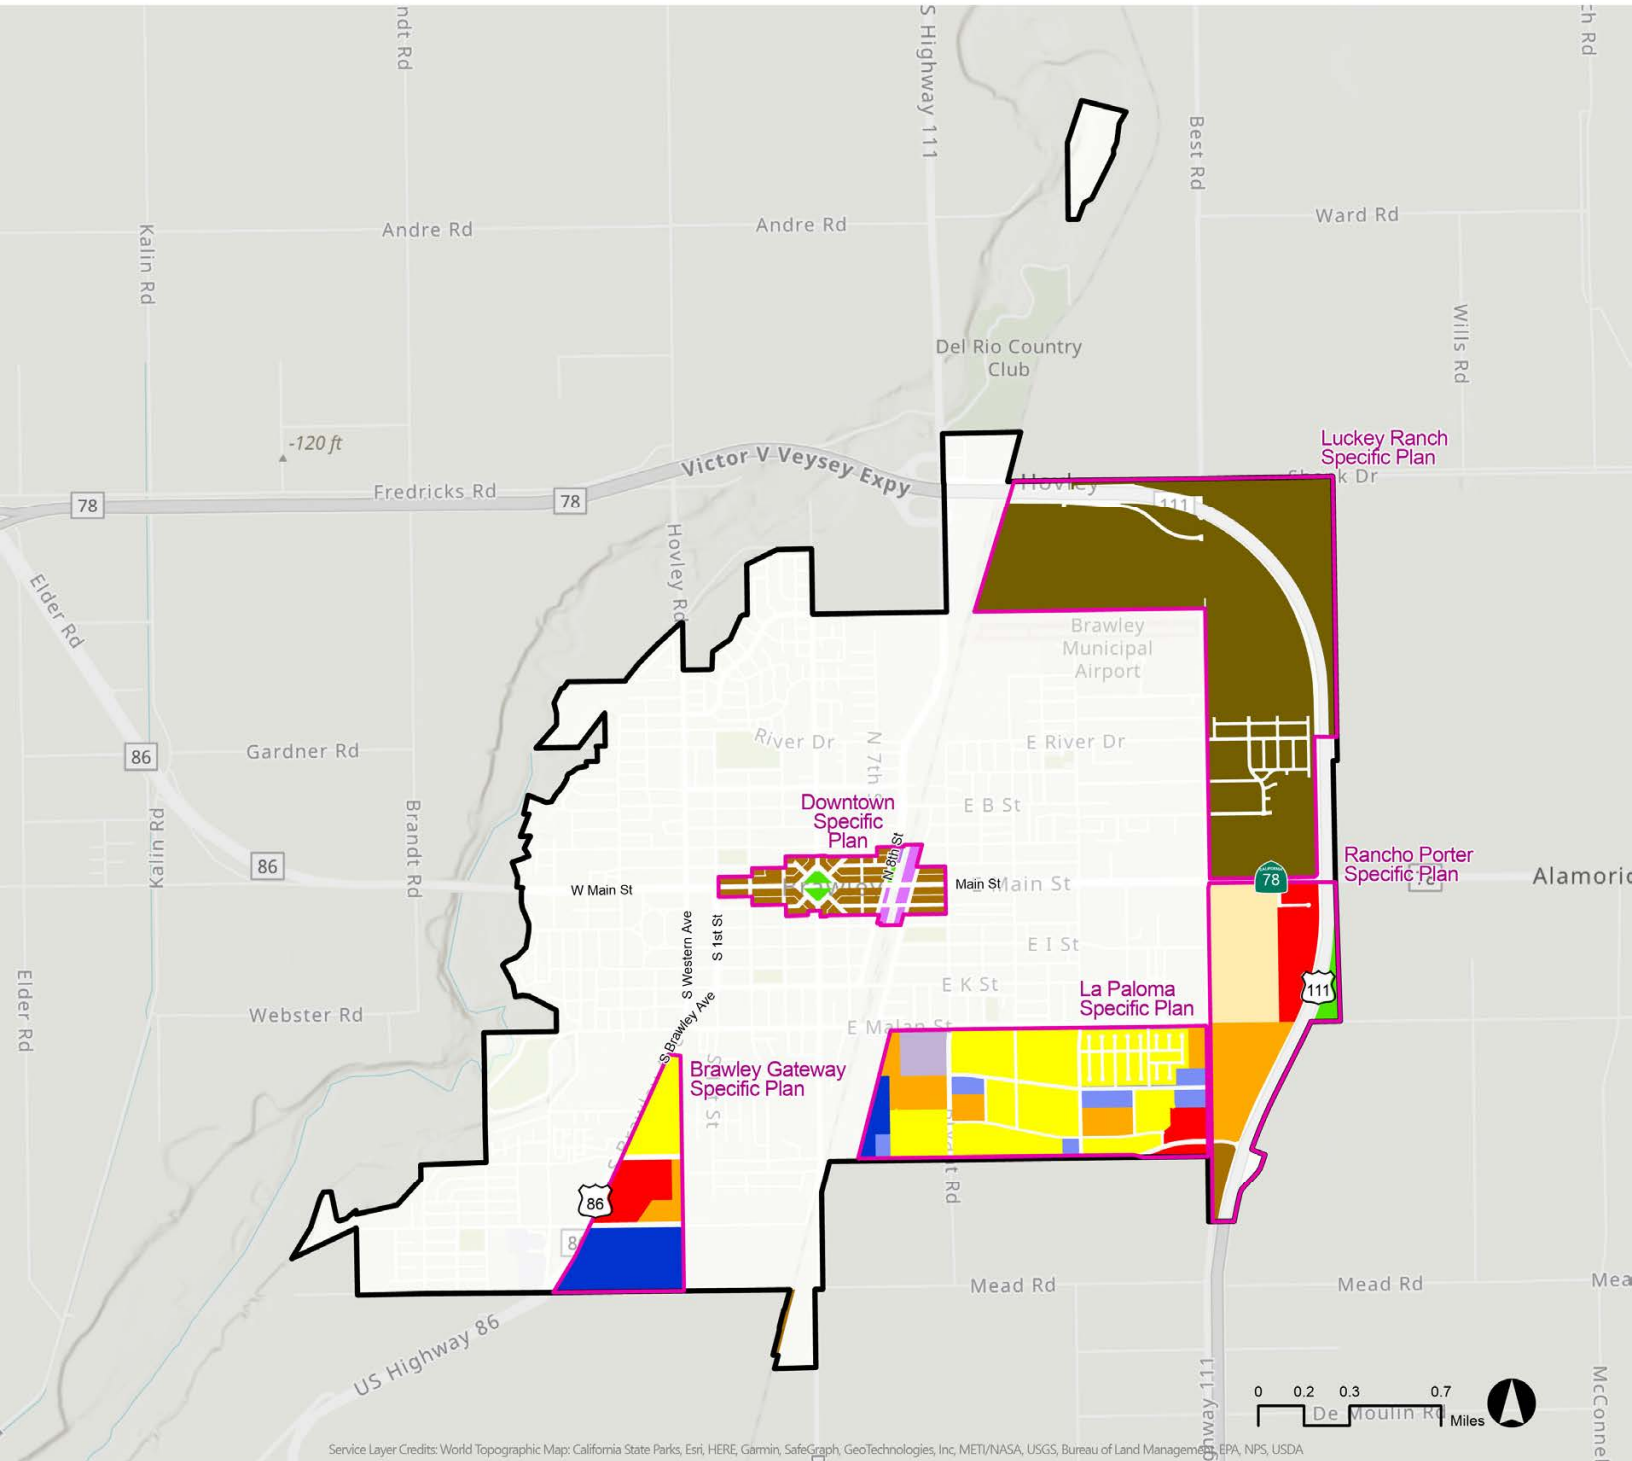 S Highway 111
Best Rd
Kalin Rd
Andre Rd
Andre Rd
Ward Rd
Wills Rd
Del Rio Country
Club
-120 ft
Victor V Veysey Expy
Fredricks Rd
78
78
Luckey Ranch
Specific Plan
Hovley
111
Hovley Rd
Elder Rd
Brawley
Municipal
Airport
River Dr
E River Dr
Gardner Rd
86
86
Kalin Rd
Brandt Rd
N 7th S
E B St
Downtown
Specific
Plan
N 8th St
W Main St
Brawley
Main St
E Main St
78
Rancho Porter
Specific Plan
S Western Ave
S 1st St
E I St
E K St
111
Elder Rd
Webster Rd
S Brawley Ave
E Malan St
La Paloma
Specific Plan
Brawley Gateway
Specific Plan
86
Mead Rd
Mead Rd
US Highway 86
0 0.2 0.3 0.7
Miles
De Moulin Rd
Service Layer Credits: World Topographic Map: California State Parks, Esri, HERE, Garmin, SafeGraph, GeoTechnologies, Inc, METI/NASA, USGS, Bureau of Land Management, EPA, NPS, USDA